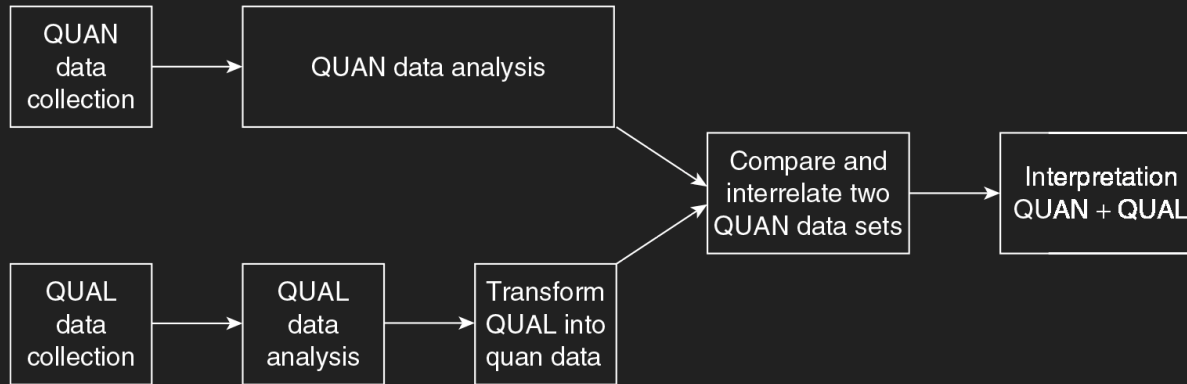 QUAN
data
collection
QUAN data analysis
Compare and
interrelate two
QUAN data sets
Interpretation
QUAN + QUAL
QUAL
data
collection
QUAL
data
analysis
Transform
QUAL into
quan data